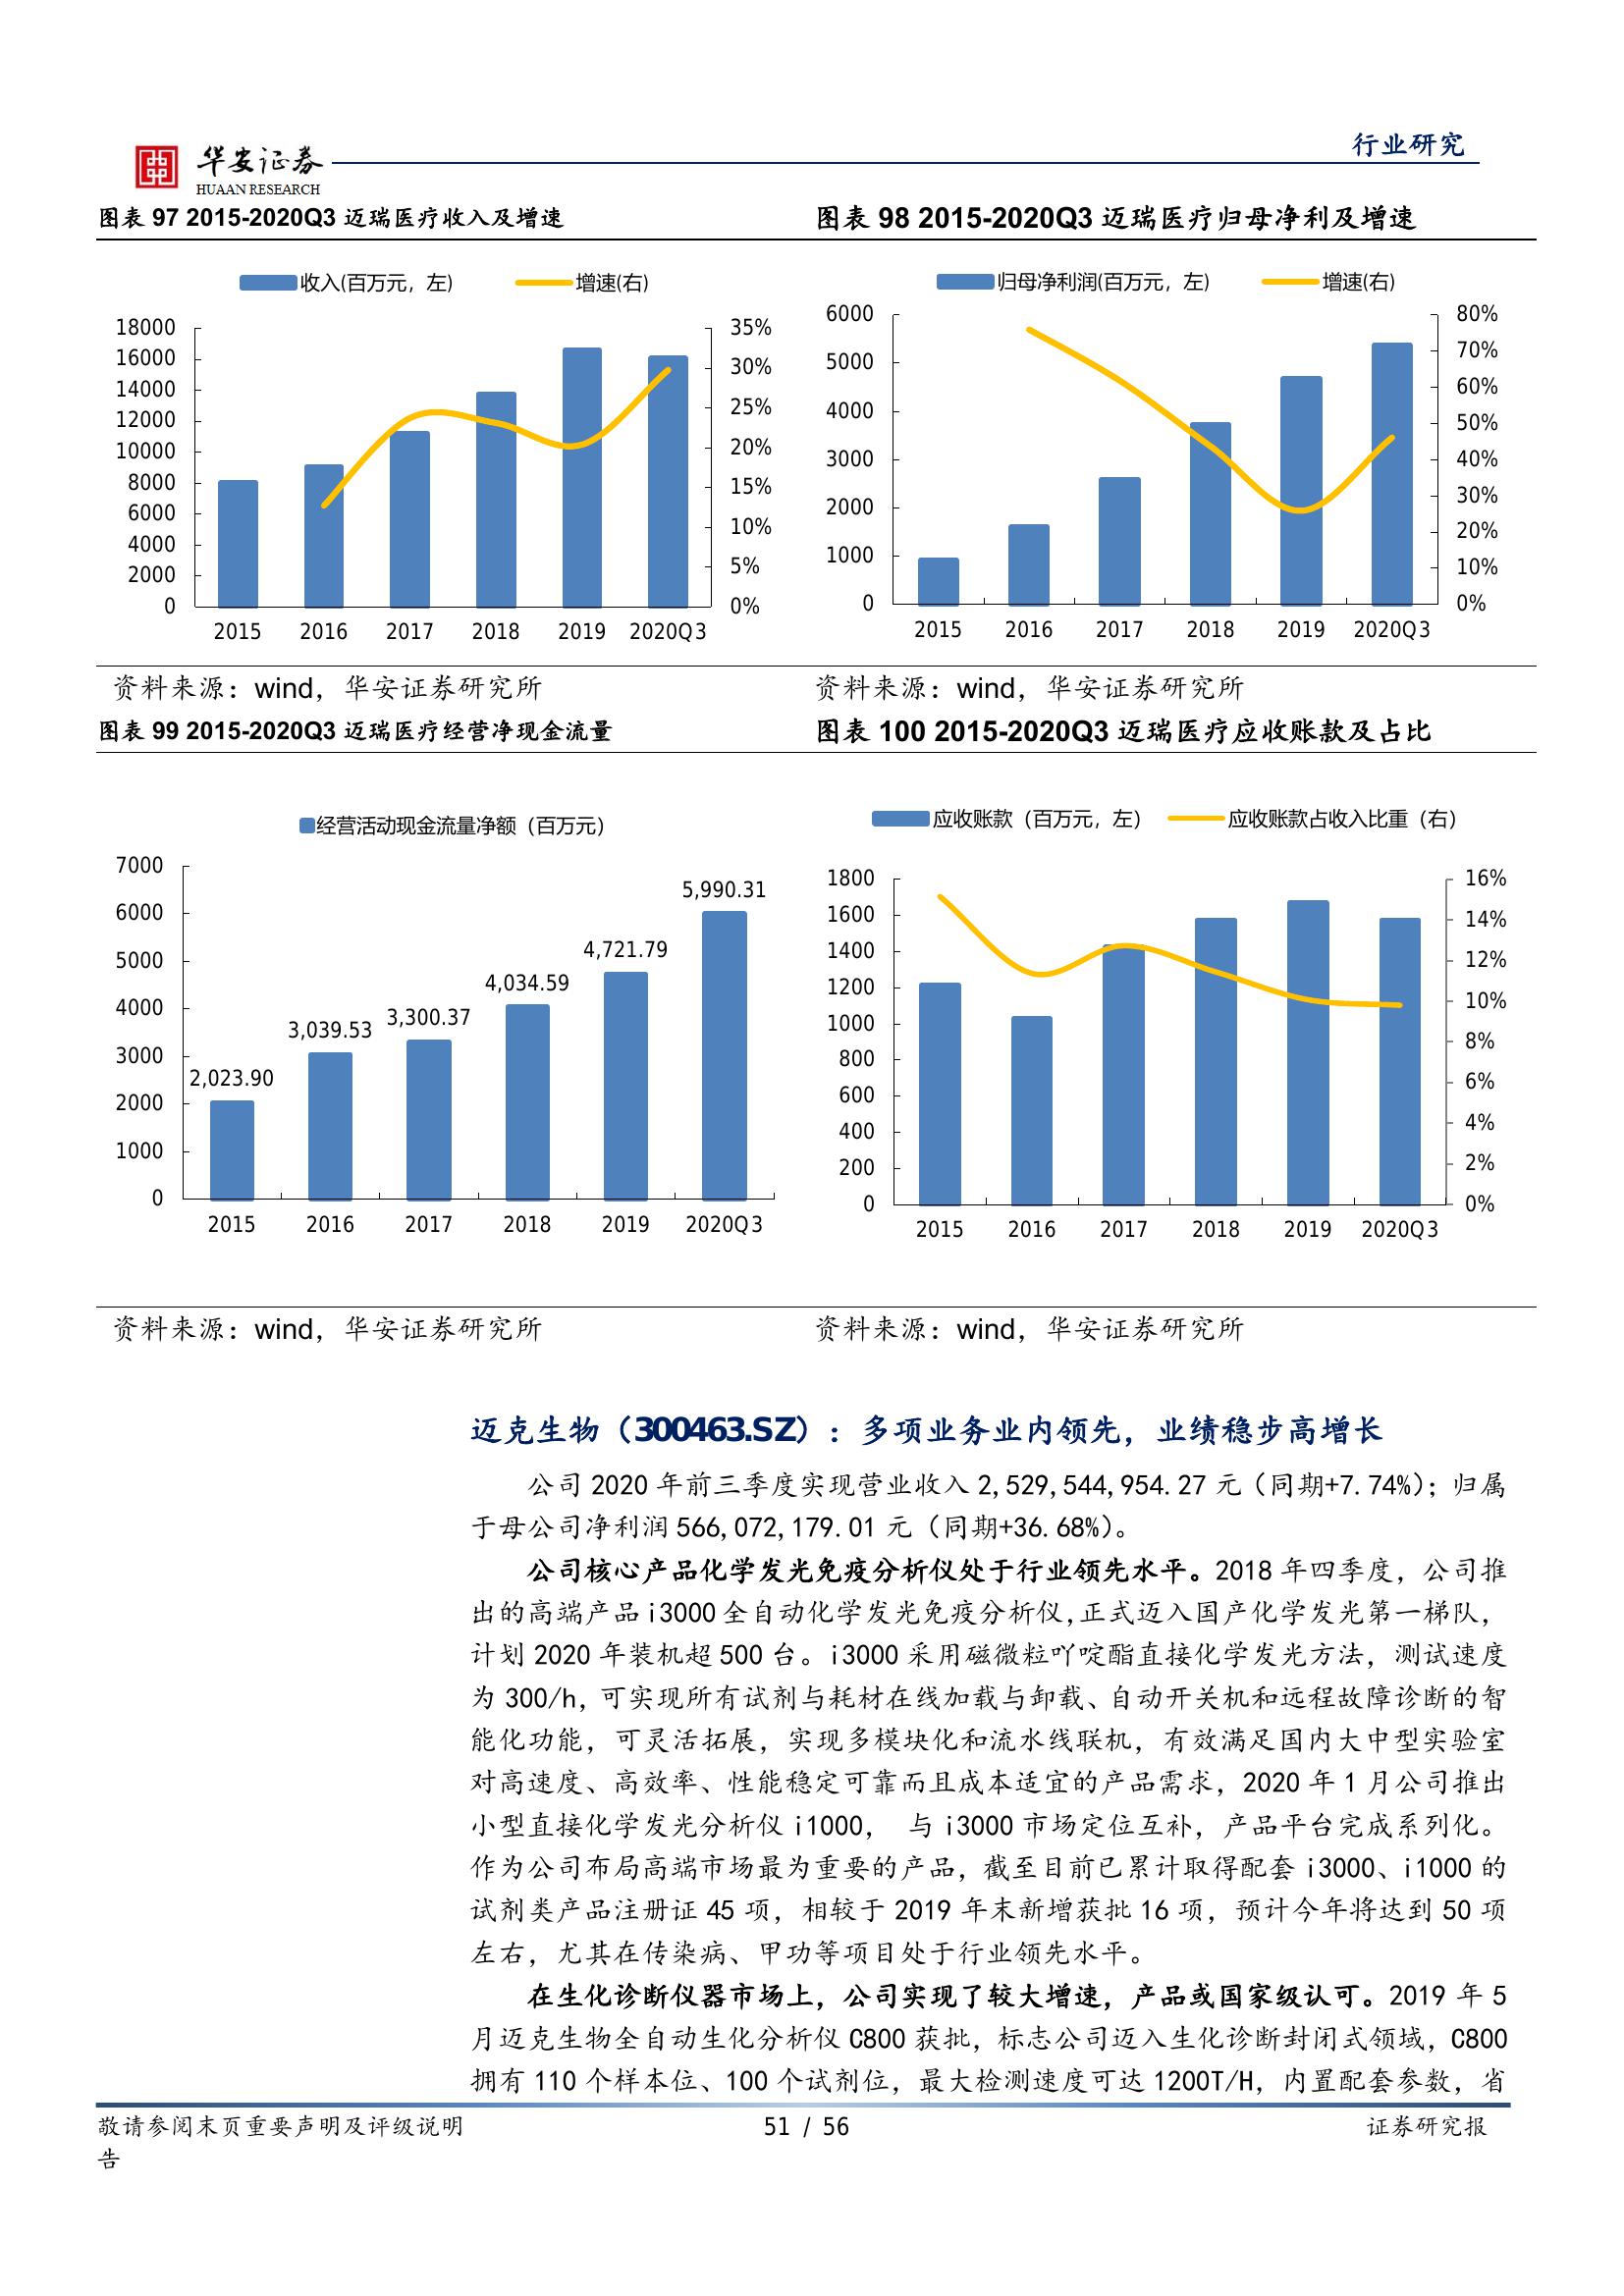 行业研究
华安证券
HUAAN RESEARCH
图表 97 2015-2020Q3 迈瑞医疗收入及增速
收入(百万元，左) 增速(右)
18000
16000
14000
12000
10000
8000
6000
4000
2000
0
35%
30%
25%
20%
15%
10%
5%
0%
2015 2016 2017 2018 2019 2020Q3
资料来源：wind，华安证券研究所
图表 98 2015-2020Q3 迈瑞医疗归母净利及增速
归母净利润(百万元，左) 增速(右)
6000
5000
4000
3000
2000
1000
0
80%
70%
60%
50%
40%
30%
20%
10%
0%
2015 2016 2017 2018 2019 2020Q3
资料来源：wind，华安证券研究所
图表 99 2015-2020Q3 迈瑞医疗经营净现金流量
经营活动现金流量净额（百万元）
7000
6000
5000
4000
3000
2000
1000
0
2,023.90
3,039.53
3,300.37
4,034.59
4,721.79
5,990.31
2015 2016 2017 2018 2019 2020Q3
资料来源：wind，华安证券研究所
图表 100 2015-2020Q3 迈瑞医疗应收账款及占比
应收账款（百万元，左） 应收账款占收入比重（右）
1800
1600
1400
1200
1000
800
600
400
200
0
16%
14%
12%
10%
8%
6%
4%
2%
0%
2015 2016 2017 2018 2019 2020Q3
资料来源：wind，华安证券研究所
迈克生物（300463.SZ）：多项业务业内领先，业绩稳步高增长
公司 2020 年前三季度实现营业收入 2,529,544,954.27 元（同期+7.74%）；归属
于母公司净利润 566,072,179.01 元（同期+36.68%）。
公司核心产品化学发光免疫分析仪处于行业领先水平。2018 年四季度，公司推
出的高端产品 i3000 全自动化学发光免疫分析仪,正式迈入国产化学发光第一梯队，
计划 2020 年装机超 500 台。i3000 采用磁微粒吖啶酯直接化学发光方法，测试速度
为 300/h，可实现所有试剂与耗材在线加载与卸载、自动开关机和远程故障诊断的智
能化功能，可灵活拓展，实现多模块化和流水线联机，有效满足国内大中型实验室
对高速度、高效率、性能稳定可靠而且成本适宜的产品需求，2020 年 1 月公司推出
小型直接化学发光分析仪 i1000， 与 i3000 市场定位互补，产品平台完成系列化。
作为公司布局高端市场最为重要的产品，截至目前已累计取得配套 i3000、i1000 的
试剂类产品注册证 45 项，相较于 2019 年末新增获批 16 项，预计今年将达到 50 项
左右，尤其在传染病、甲功等项目处于行业领先水平。
在生化诊断仪器市场上，公司实现了较大增速，产品或国家级认可。2019 年 5
月迈克生物全自动生化分析仪 C800 获批，标志公司迈入生化诊断封闭式领域，C800
拥有 110 个样本位、100 个试剂位，最大检测速度可达 1200T/H，内置配套参数，省
敬请参阅末页重要声明及评级说明 51 / 56 证券研究报
告